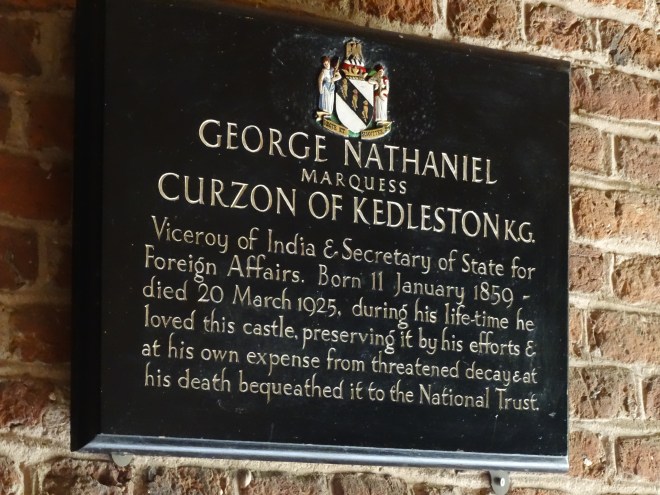 GEORGE NATHANIEL
MARQUESS
CURZON OF KEDLESTON K.G.
Viceroy of India & Secretary of State for
Foreign Affairs. Born 11 January 1859 -
died 20 March 1925, during his life-time he
loved this castle, preserving it by his efforts &
at his own expense from threatened decay & at
his death bequeathed it to the National Trust.